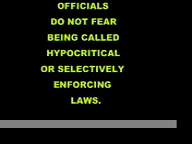 OFFICIALS
DO NOT FEAR
BEING CALLED
HYPOCRITICAL
OR SELECTIVELY
ENFORCING
LAWS.